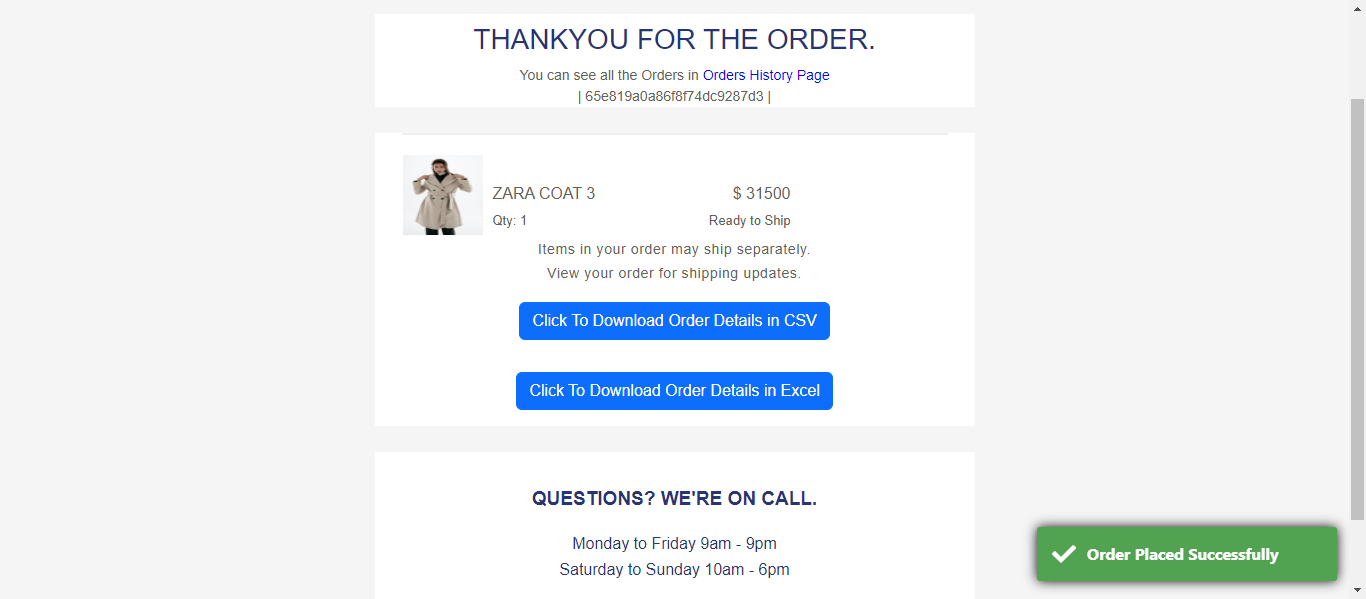 THANKYOU FOR THE ORDER.
You can see all the Orders in Orders History Page
| 65e819a0a86f8f74dc9287d3 |
ZARA COAT 3
$ 31500
Qty: 1
Ready to Ship
Items in your order may ship separately.
View your order for shipping updates.
Click To Download Order Details in CSV
Click To Download Order Details in Excel
QUESTIONS? WE'RE ON CALL.
Monday to Friday 9am - 9pm
Saturday to Sunday 10am - 6pm
Order Placed Successfully